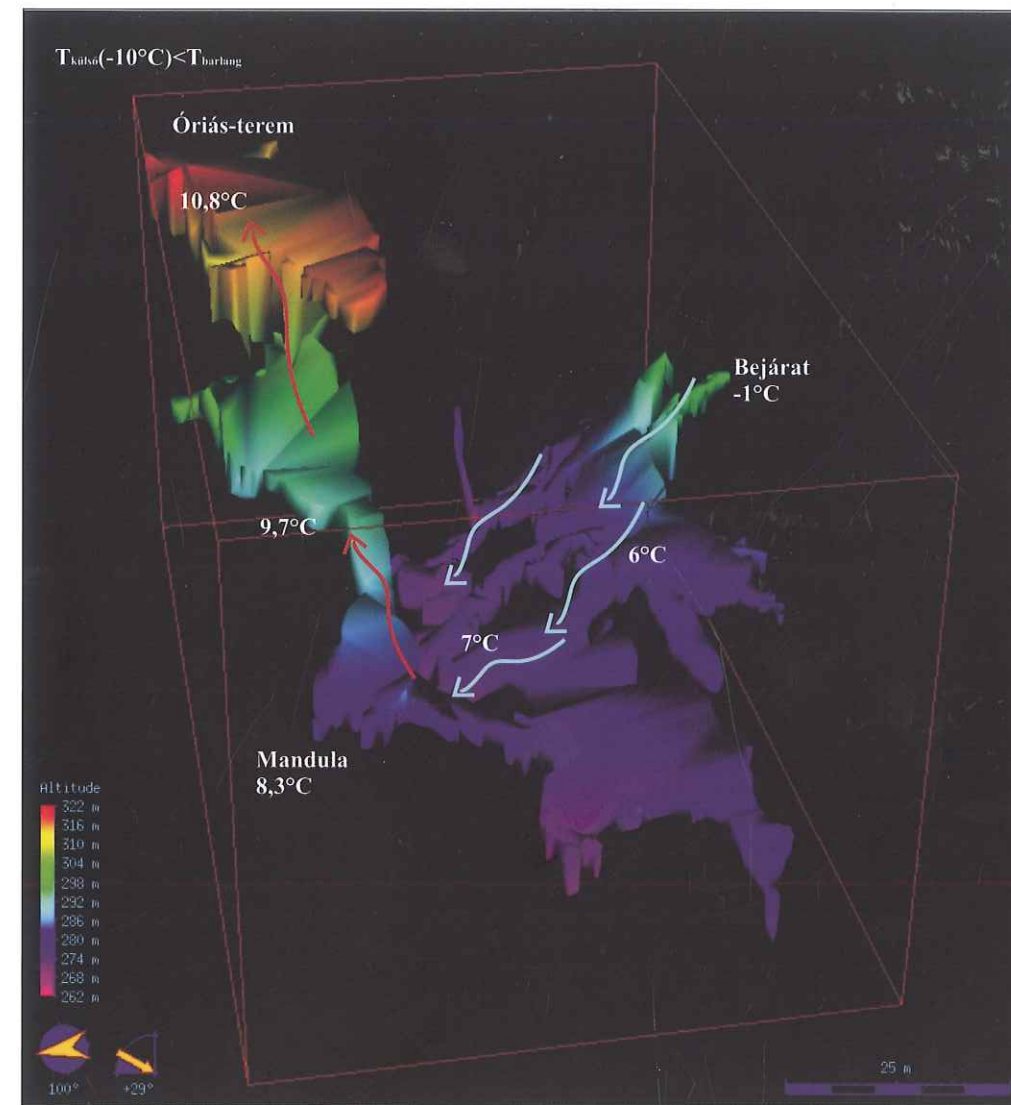 Tkülső(-10°C)<Tbarlang
Óriás-terem
10,8°C
Bejárat
-1°C
9,7°C
6°C
7°C
Mandula
8,3°C
Altitude
322 m
316 m
310 m
304 m
298 m
292 m
286 m
280 m
274 m
268 m
262 m
100°
+29°
25 m